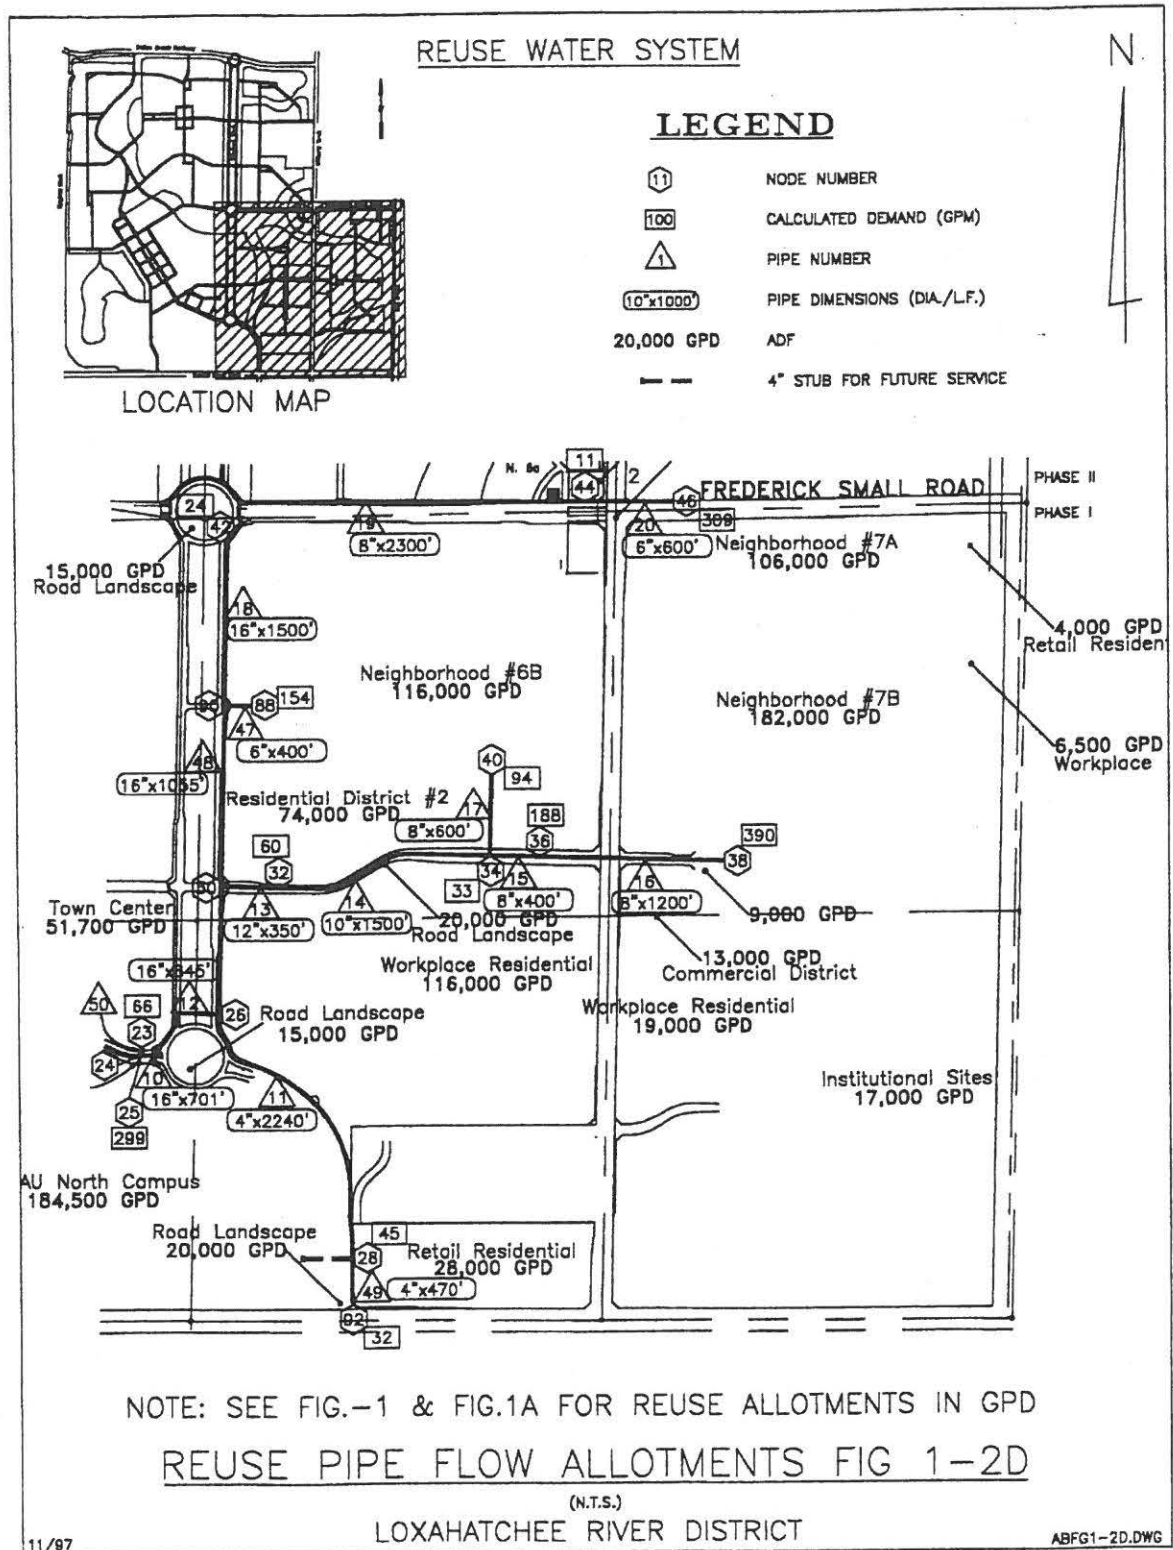 REUSE WATER SYSTEM
N
LEGEND
11 NODE NUMBER
100 CALCULATED DEMAND (GPM)
1 PIPE NUMBER
10"x1000' PIPE DIMENSIONS (DIA./L.F.)
20,000 GPD ADF
4" STUB FOR FUTURE SERVICE
LOCATION MAP
11
N. 6a
44
2
46
FREDERICK SMALL ROAD
PHASE II
PHASE I
24
42
19
8"x2300'
20
6"x600'
309
Neighborhood #7A
106,000 GPD
15,000 GPD
Road Landscape
18
16"x1500'
4,000 GPD
Retail Residen
Neighborhood #6B
116,000 GPD
Neighborhood #7B
182,000 GPD
88
154
47
6"x400'
6,500 GPD
Workplace
48
16"x1055'
40
94
Residential District #2
74,000 GPD
17
8"x600'
188
36
390
38
60
32
34
33
15
8"x400'
16
8"x1200'
13
12"x350'
14
10"x1500'
20,000 GPD
Road Landscape
9,000 GPD
Town Center
51,700 GPD
13,000 GPD
Commercial District
Workplace Residential
116,000 GPD
Workplace Residential
19,000 GPD
12
26
50
66
23
Road Landscape
15,000 GPD
24
10
16"x701'
11
4"x2240'
25
299
Institutional Sites
17,000 GPD
AU North Campus
184,500 GPD
Road Landscape
20,000 GPD
45
28
Retail Residential
28,000 GPD
49
4"x470'
92
32
NOTE: SEE FIG.-1 & FIG.1A FOR REUSE ALLOTMENTS IN GPD
REUSE PIPE FLOW ALLOTMENTS FIG 1-2D
(N.T.S.)
LOXAHATCHEE RIVER DISTRICT
11/97
ABFG1-2D.DWG